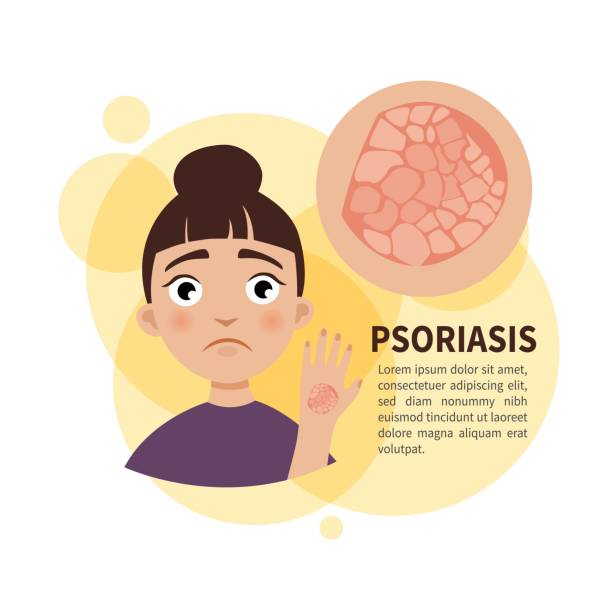 PSORIASIS
Lorem ipsum dolor sit amet,
consectetuer adipiscing elit,
sed diam nonummy nibh
euismod tincidunt ut laoreet
dolore magna aliquam erat
volutpat.